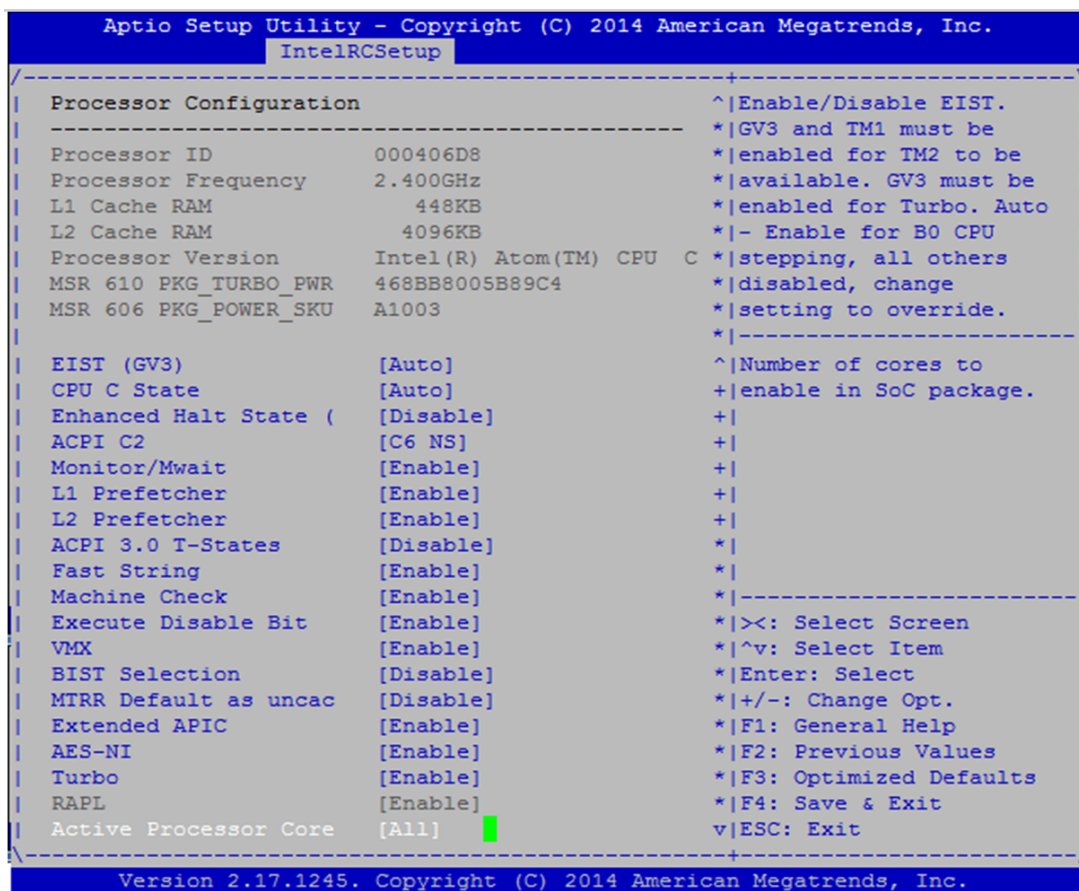 Aptio Setup Utility - Copyright (C) 2014 American Megatrends, Inc.
IntelRCSetup
/----------------------------------------------------+-------------------------\
| Processor Configuration ^|Enable/Disable EIST.
| ----------------------------------------------- *|GV3 and TM1 must be
| Processor ID 000406D8 *|enabled for TM2 to be
| Processor Frequency 2.400GHz *|available. GV3 must be
| L1 Cache RAM 448KB *|enabled for Turbo. Auto
| L2 Cache RAM 4096KB *|- Enable for B0 CPU
| Processor Version Intel(R) Atom(TM) CPU C *|stepping, all others
| MSR 610 PKG_TURBO_PWR 468BB8005B89C4 *|disabled, change
| MSR 606 PKG_POWER_SKU A1003 *|setting to override.
| *|-------------------------
| EIST (GV3) [Auto] ^|Number of cores to
| CPU C State [Auto] +|enable in SoC package.
| Enhanced Halt State ( [Disable] +|
| ACPI C2 [C6 NS] +|
| Monitor/Mwait [Enable] +|
| L1 Prefetcher [Enable] +|
| L2 Prefetcher [Enable] +|
| ACPI 3.0 T-States [Disable] *|
| Fast String [Enable] *|
| Machine Check [Enable] *|-------------------------
| Execute Disable Bit [Enable] *|><: Select Screen
| VMX [Enable] *|^v: Select Item
| BIST Selection [Disable] *|Enter: Select
| MTRR Default as uncac [Disable] *|+/-: Change Opt.
| Extended APIC [Enable] *|F1: General Help
| AES-NI [Enable] *|F2: Previous Values
| Turbo [Enable] *|F3: Optimized Defaults
| RAPL [Enable] *|F4: Save & Exit
| Active Processor Core [All] v|ESC: Exit
\----------------------------------------------------+-------------------------
Version 2.17.1245. Copyright (C) 2014 American Megatrends, Inc.